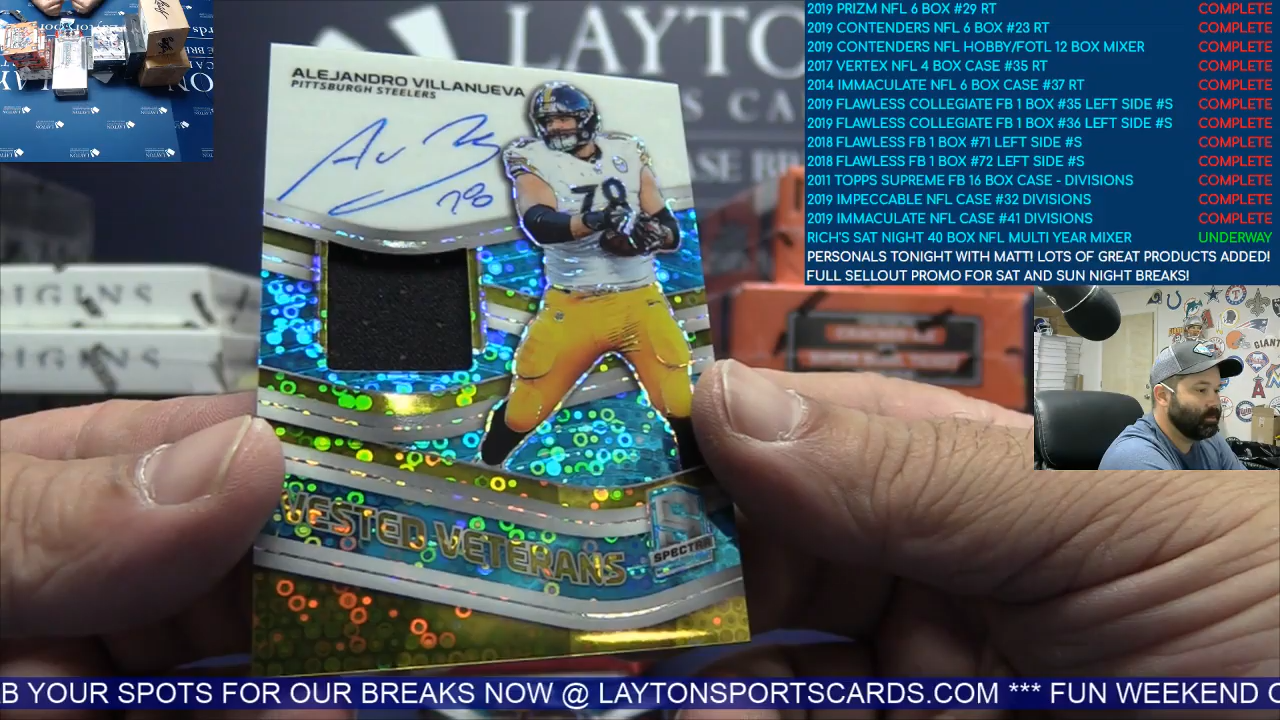 LAYTON
2019 PRIZM NFL 6 BOX #29 RT COMPLETE
2019 CONTENDERS NFL 6 BOX #23 RT COMPLETE
2019 CONTENDERS NFL HOBBY/FOTL 12 BOX MIXER COMPLETE
2017 VERTEX NFL 4 BOX CASE #35 RT COMPLETE
2014 IMMACULATE NFL 6 BOX CASE #37 RT COMPLETE
2019 FLAWLESS COLLEGIATE FB 1 BOX #35 LEFT SIDE #S COMPLETE
2019 FLAWLESS COLLEGIATE FB 1 BOX #36 LEFT SIDE #S COMPLETE
2018 FLAWLESS FB 1 BOX #71 LEFT SIDE #S COMPLETE
2018 FLAWLESS FB 1 BOX #72 LEFT SIDE #S COMPLETE
2011 TOPPS SUPREME FB 16 BOX CASE - DIVISIONS COMPLETE
2019 IMPECCABLE NFL CASE #32 DIVISIONS COMPLETE
2019 IMMACULATE NFL CASE #41 DIVISIONS COMPLETE
RICH'S SAT NIGHT 40 BOX NFL MULTI YEAR MIXER UNDERWAY
PERSONALS TONIGHT WITH MATT! LOTS OF GREAT PRODUCTS ADDED!
FULL SELLOUT PROMO FOR SAT AND SUN NIGHT BREAKS!
ALEJANDRO VILLANUEVA
PITTSBURGH STEELERS
78
78
VESTED VETERANS
SPECTRA
ORIGINS
ORIGINS
GIANTS
B YOUR SPOTS FOR OUR BREAKS NOW @ LAYTONSPORTSCARDS.COM *** FUN WEEKEND